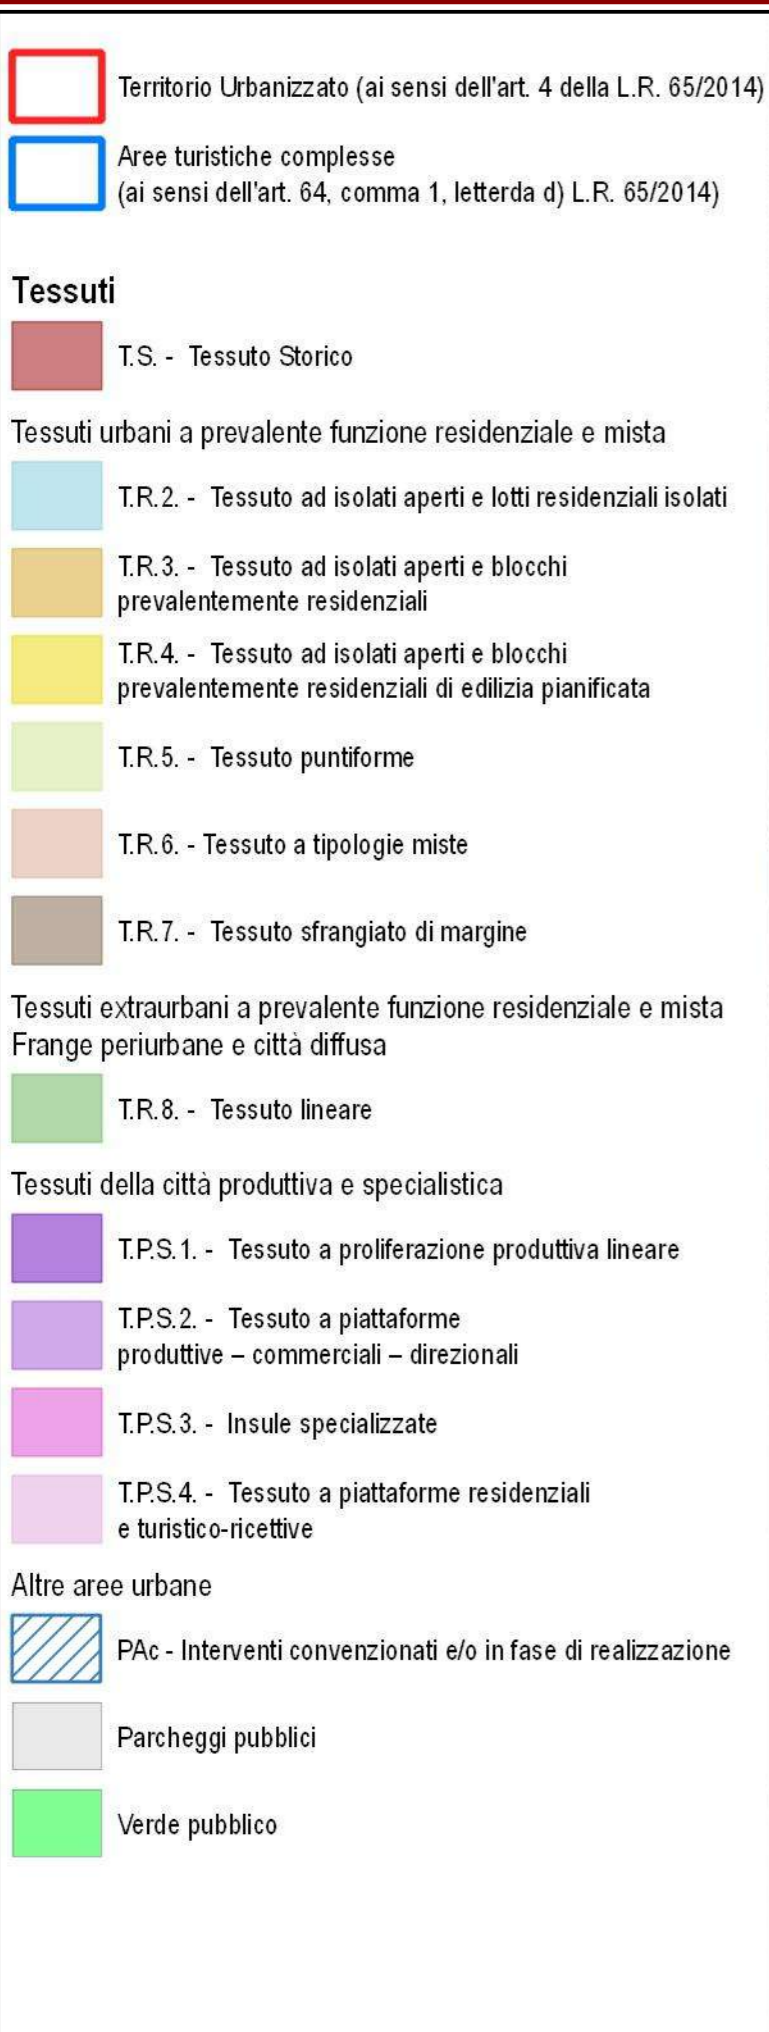 Territorio Urbanizzato (ai sensi dell'art. 4 della L.R. 65/2014)
Aree turistiche complesse
(ai sensi dell'art. 64, comma 1, letterda d) L.R. 65/2014)
Tessuti
T.S. - Tessuto Storico
Tessuti urbani a prevalente funzione residenziale e mista
T.R.2. - Tessuto ad isolati aperti e lotti residenziali isolati
T.R.3. - Tessuto ad isolati aperti e blocchi
prevalentemente residenziali
T.R.4. - Tessuto ad isolati aperti e blocchi
prevalentemente residenziali di edilizia pianificata
T.R.5. - Tessuto puntiforme
T.R.6. - Tessuto a tipologie miste
T.R.7. - Tessuto sfrangiato di margine
Tessuti extraurbani a prevalente funzione residenziale e mista
Frange periurbane e città diffusa
T.R.8. - Tessuto lineare
Tessuti della città produttiva e specialistica
T.P.S.1. - Tessuto a proliferazione produttiva lineare
T.P.S.2. - Tessuto a piattaforme
produttive – commerciali – direzionali
T.P.S.3. - Insule specializzate
T.P.S.4. - Tessuto a piattaforme residenziali
e turistico-ricettive
Altre aree urbane
PAc - Interventi convenzionati e/o in fase di realizzazione
Parcheggi pubblici
Verde pubblico